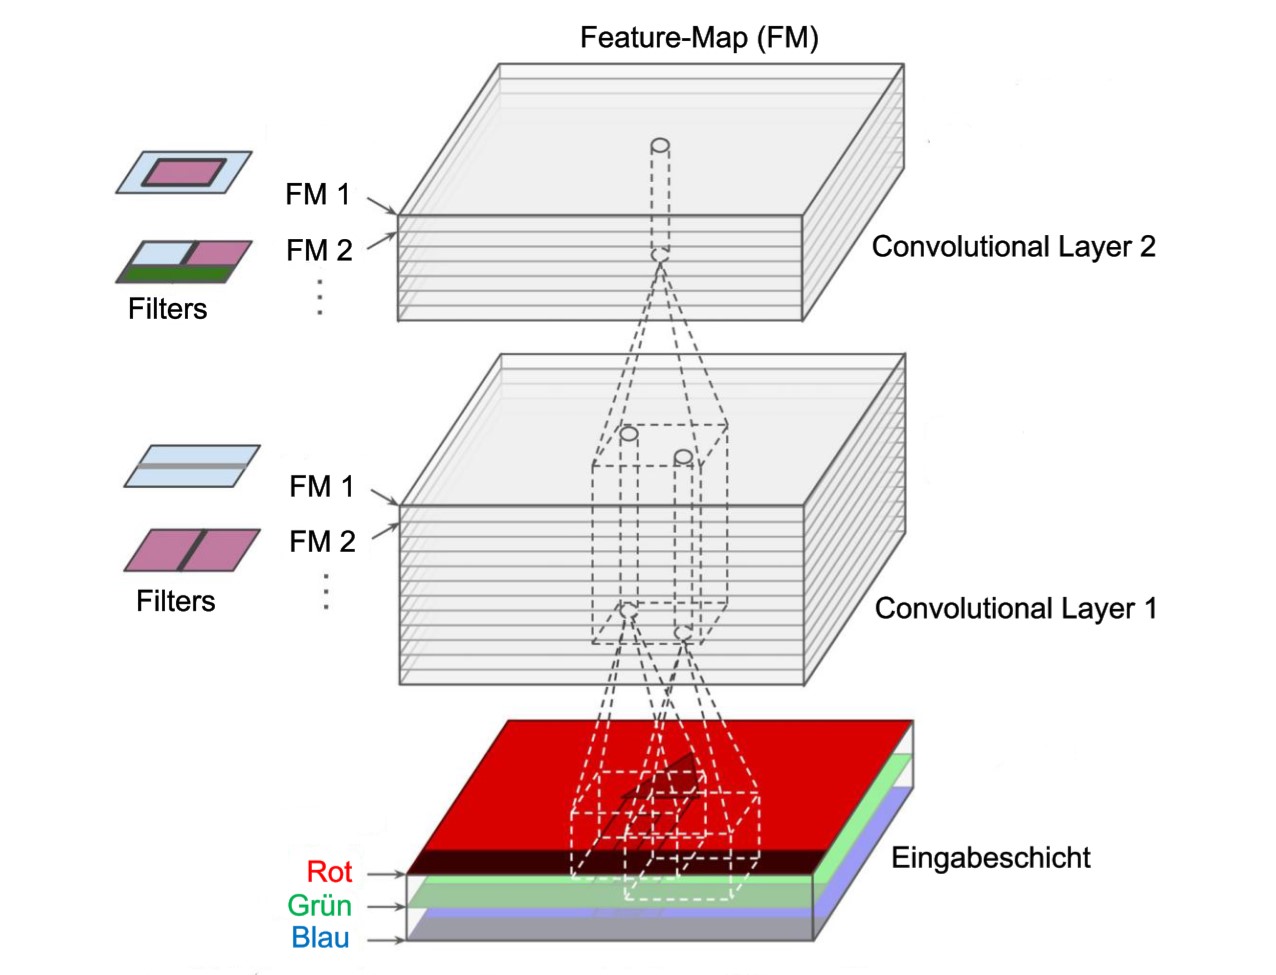 Feature-Map (FM)
FM 1
FM 2
Filters
Convolutional Layer 2
FM 1
FM 2
Filters
Convolutional Layer 1
Rot
Grün
Blau
Eingabeschicht